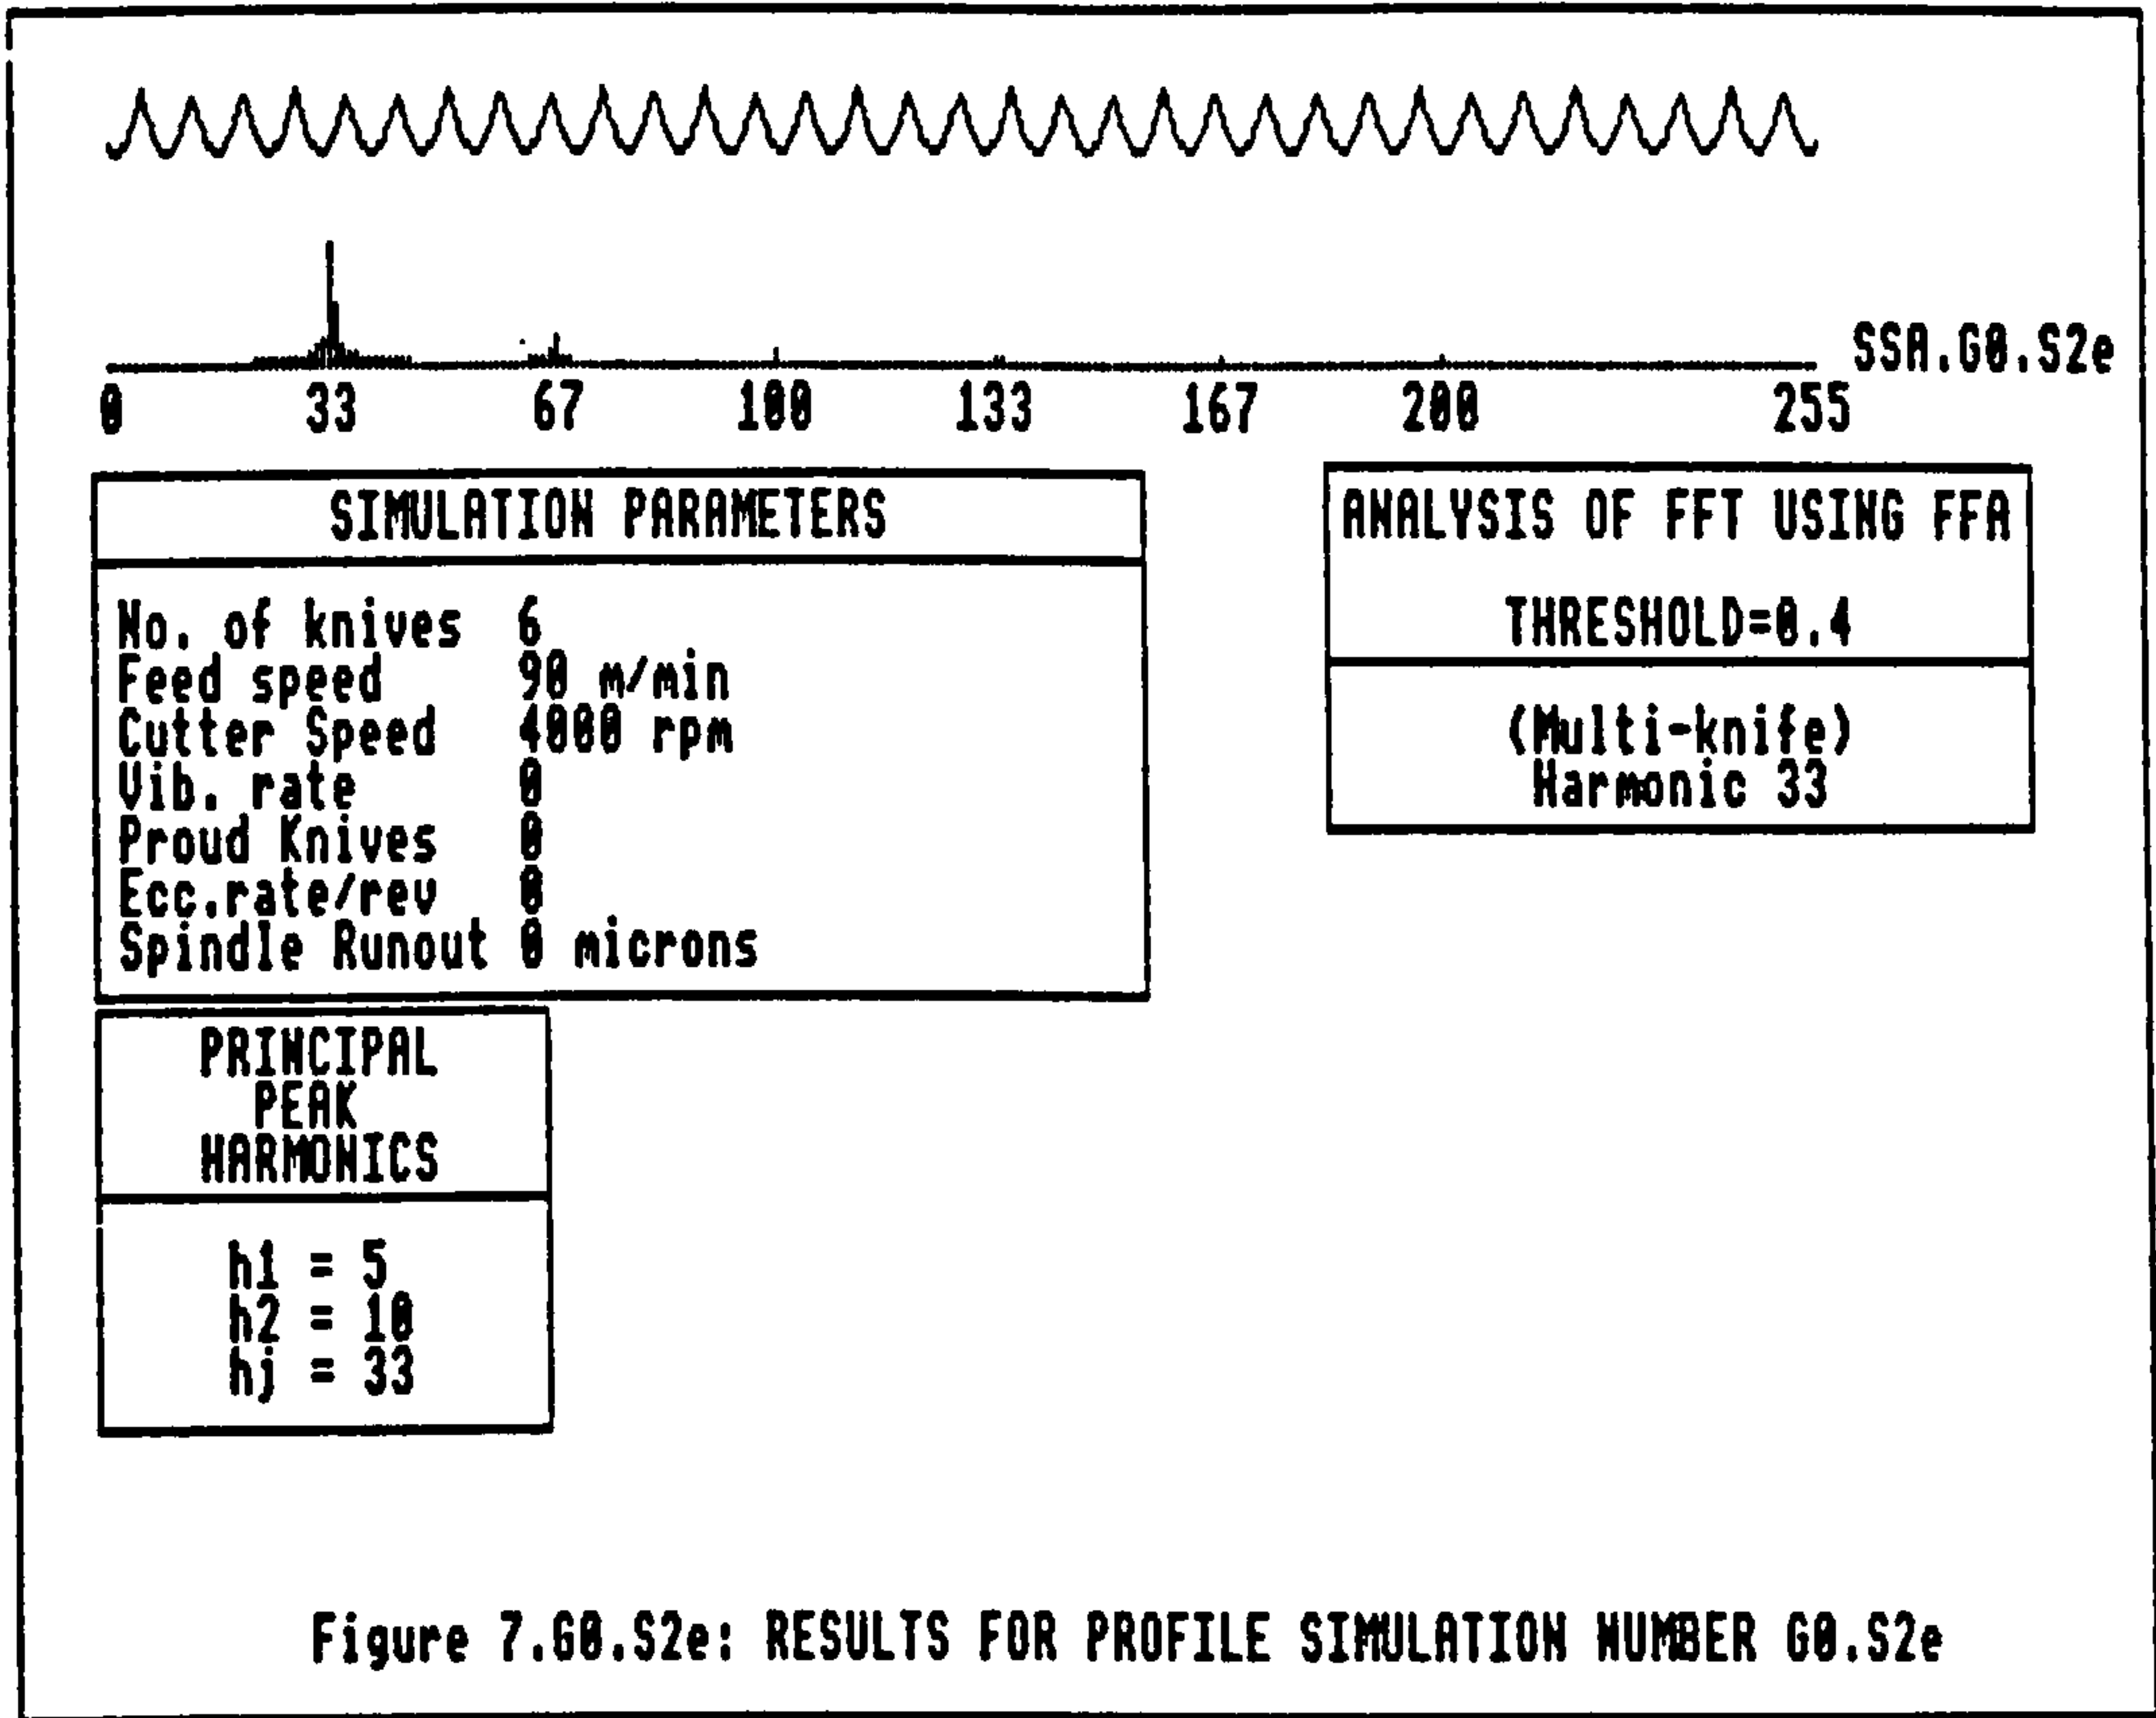 SSA.G0.S2e
0 33 67 100 133 167 200 255
SIMULATION PARAMETERS
No. of knives 6
Feed speed 90 m/min
Cutter Speed 4000 rpm
Vib. rate 0
Proud Knives 0
Ecc.rate/rev 0
Spindle Runout 0 microns
ANALYSIS OF FFT USING FFA
THRESHOLD=0.4
(Multi-knife)
Harmonic 33
PRINCIPAL
PEAK
HARMONICS
h1 = 5
h2 = 10
hj = 33
Figure 7.G0.S2e: RESULTS FOR PROFILE SIMULATION NUMBER G0.S2e